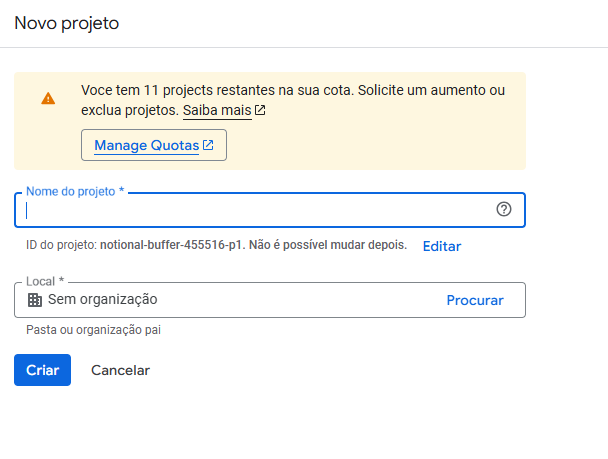 Novo projeto
Voce tem 11 projects restantes na sua cota. Solicite um aumento ou
exclua projetos. Saiba mais
Manage Quotas
Nome do projeto *
ID do projeto: notional-buffer-455516-p1. Não é possível mudar depois. Editar
Local *
Sem organização Procurar
Pasta ou organização pai
Criar Cancelar